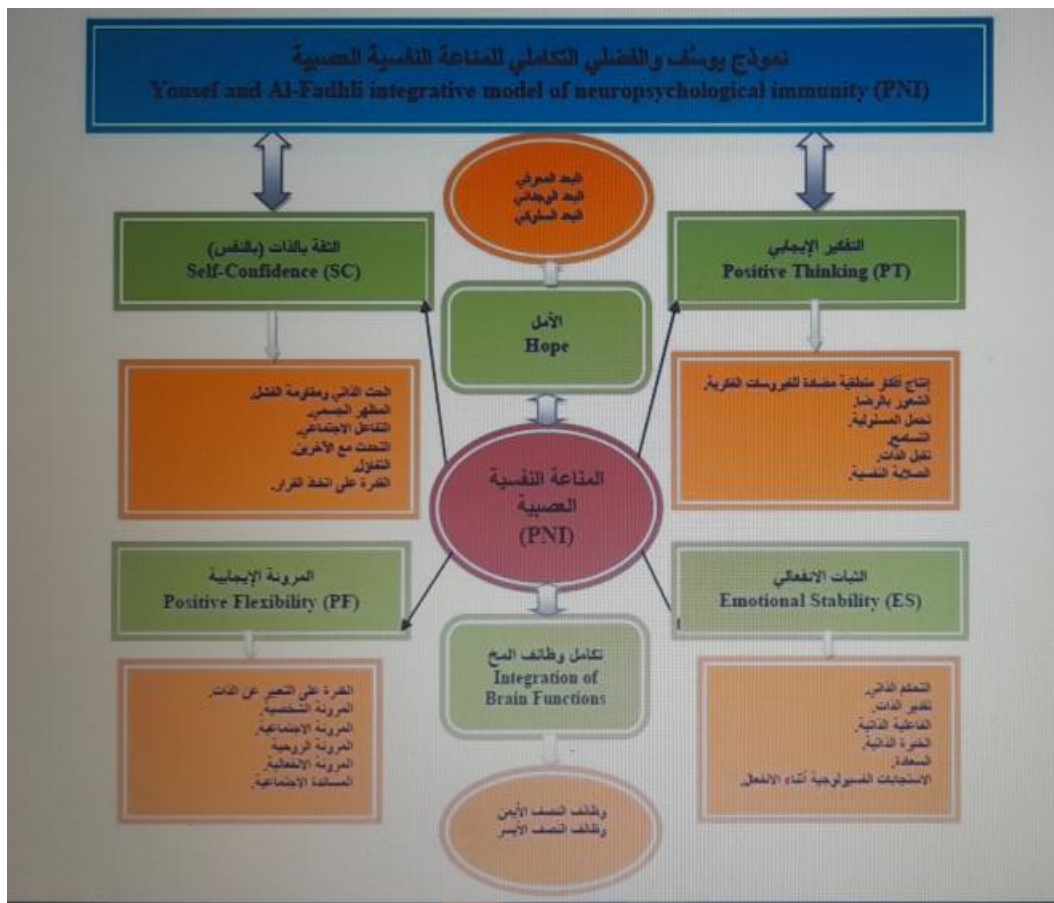 نموذج يوسُف والفضلي التكاملي للمناعة النفسية العصبية
Yousef and Al-Fadhli integrative model of neuropsychological immunity (PNI)
البعد المعرفي
البعد الوجداني
البعد السلوكي
التفكير الإيجابي
Positive Thinking (PT)
الثقة بالذات (بالنفس)
Self-Confidence (SC)
الأمل
Hope
إنتاج أفكار منطقية مضادة للفيروسات الفكرية.
الشعور بالرضا.
تحمل المسئولية.
التسامح.
تقبل الذات.
الصلابة النفسية.
الحث الذاتي ومقاومة الفشل.
المظهر الجسمي.
التفاعل الاجتماعي.
التحدث مع الآخرين.
التفاؤل.
القدرة على اتخاذ القرار.
المناعة النفسية
العصبية
(PNI)
الثبات الانفعالي
Emotional Stability (ES)
المرونة الإيجابية
Positive Flexibility (PF)
تكامل وظائف المخ
Integration of
Brain Functions
التحكم الذاتي.
تقدير الذات.
الفاعلية الذاتية.
الخبرة الذاتية.
السعادة.
الاستجابات الفسيولوجية أثناء الانفعال.
القدرة على التعبير عن الذات.
المرونة الشخصية.
المرونة الاجتماعية.
المرونة الروحية
المرونة الانفعالية.
المساندة الاجتماعية.
وظائف النصف الأيمن
وظائف النصف الأيسر